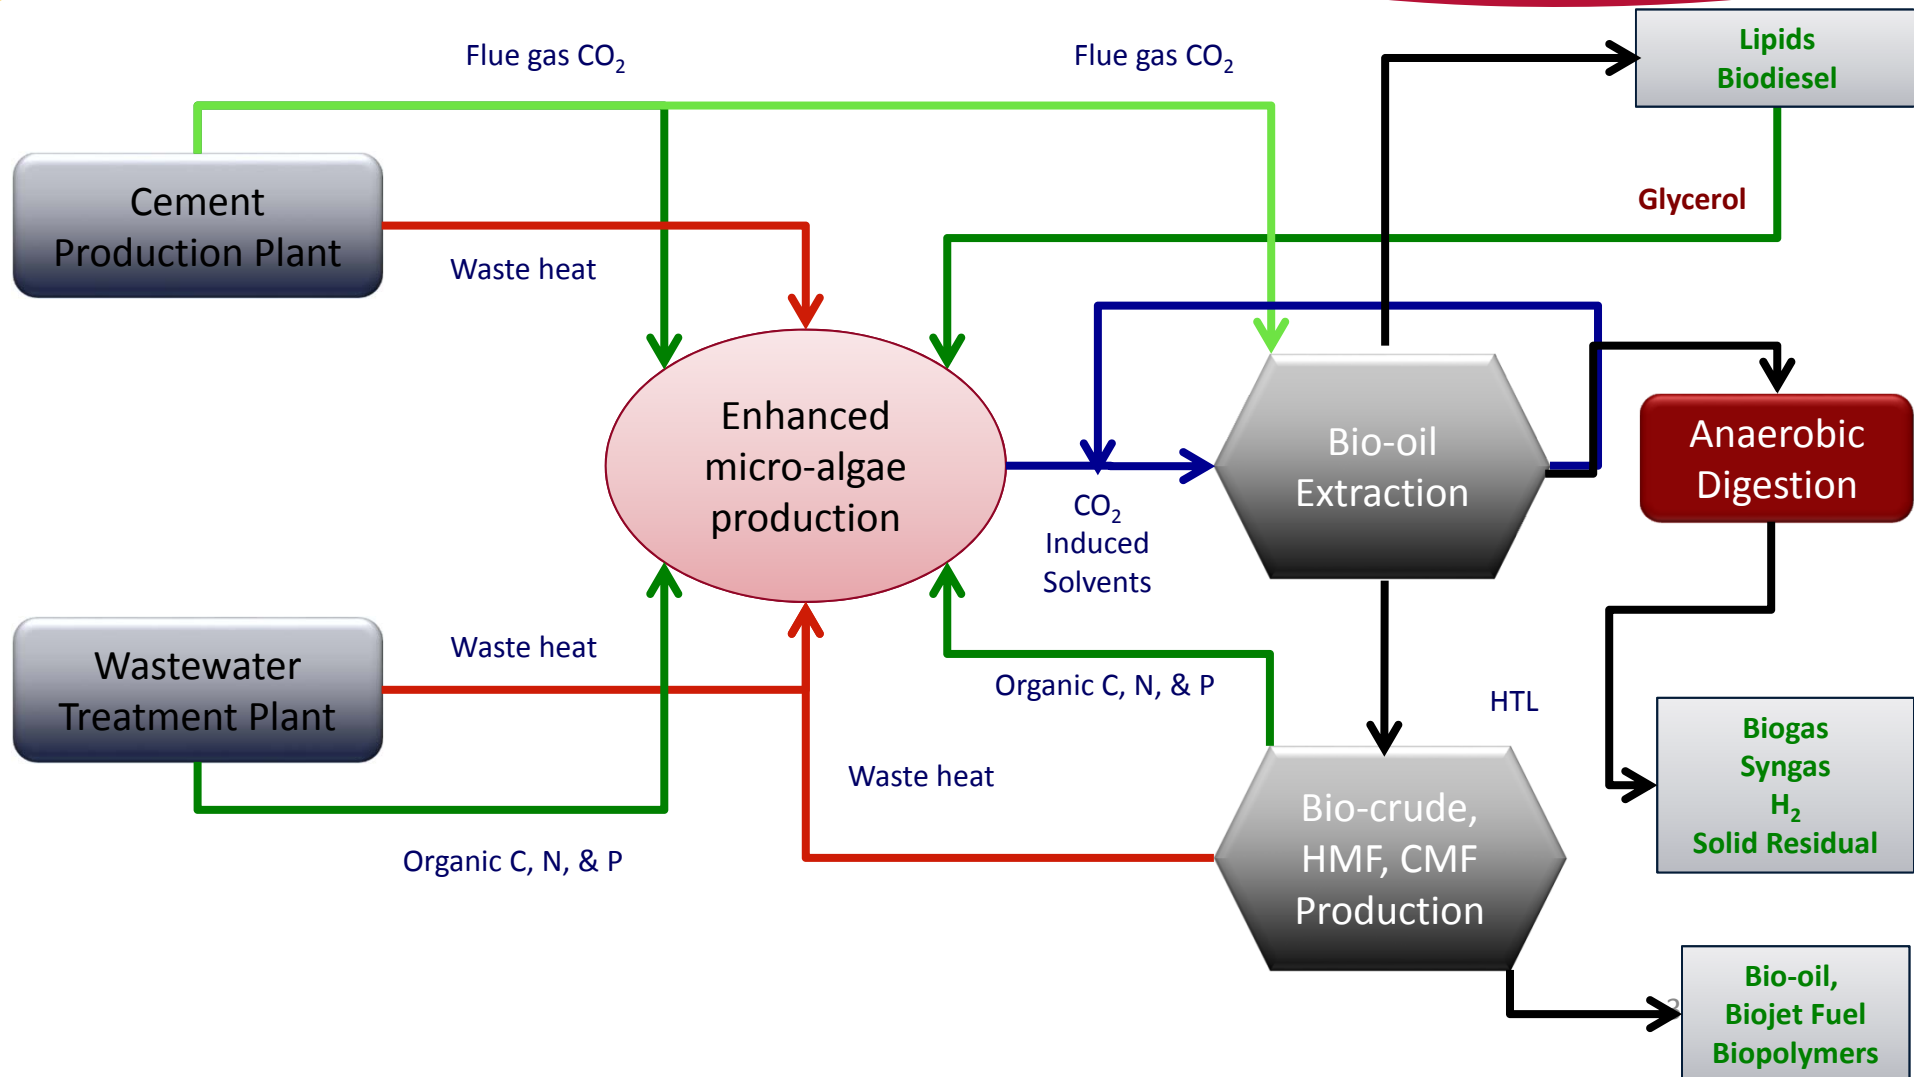 Flue gas CO₂
Flue gas CO₂
Lipids
Biodiesel
Cement
Production Plant
Glycerol
Waste heat
Enhanced
micro-algae
production
Bio-oil
Extraction
Anaerobic
Digestion
CO₂
Induced
Solvents
Wastewater
Treatment Plant
Waste heat
Organic C, N, & P
HTL
Waste heat
Biogas
Syngas
H₂
Solid Residual
Bio-crude,
HMF, CMF
Production
Organic C, N, & P
Bio-oil,
Biojet Fuel
Biopolymers